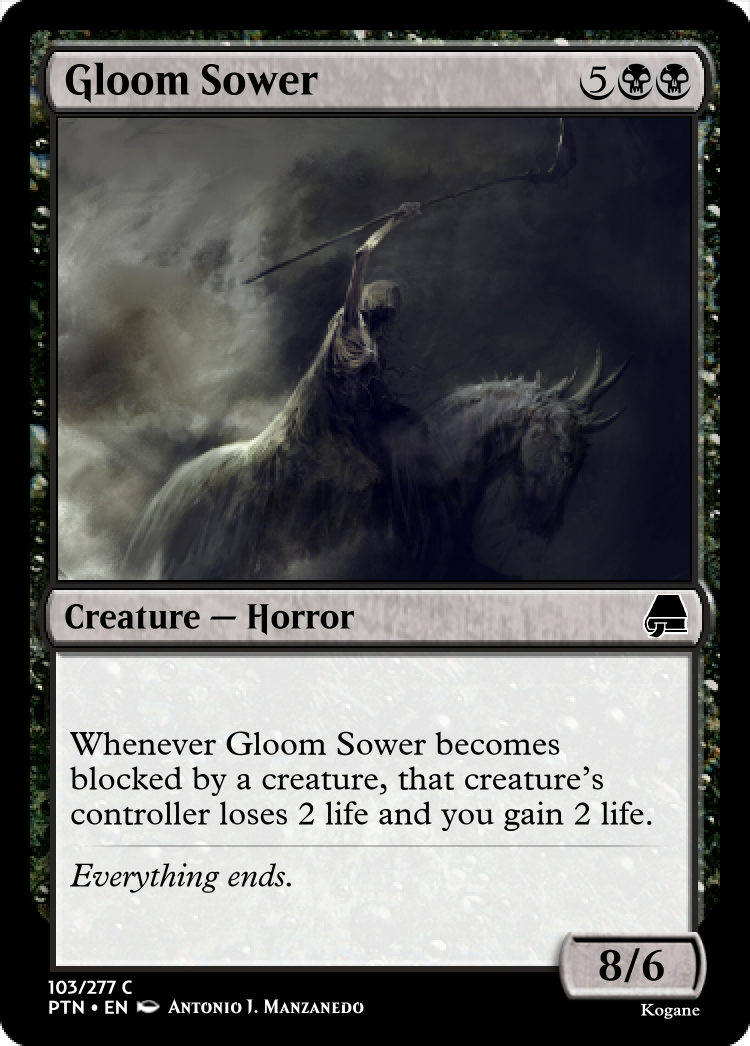 Gloom Sower 5
Creature — Horror
Whenever Gloom Sower becomes
blocked by a creature, that creature's
controller loses 2 life and you gain 2 life.
Everything ends.
8/6
103/277 C
PTN • EN Antonio J. Manzanedo
Kogane